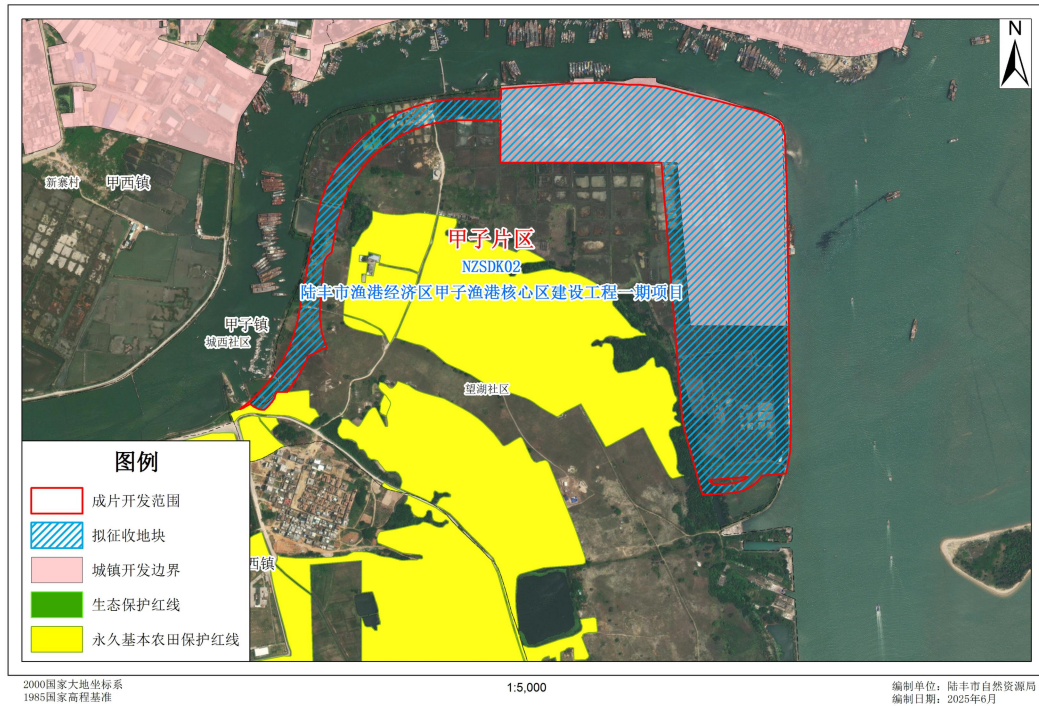 N
新寨村
甲西镇
甲子片区
NZSDK02
陆丰市渔港经济区甲子渔港核心区建设工程一期项目
甲子镇
城西社区
望湖社区
西镇
图例
成片开发范围
拟征收地块
城镇开发边界
生态保护红线
永久基本农田保护红线
2000国家大地坐标系
1985国家高程基准
1:5,000
编制单位：陆丰市自然资源局
编制日期：2025年6月